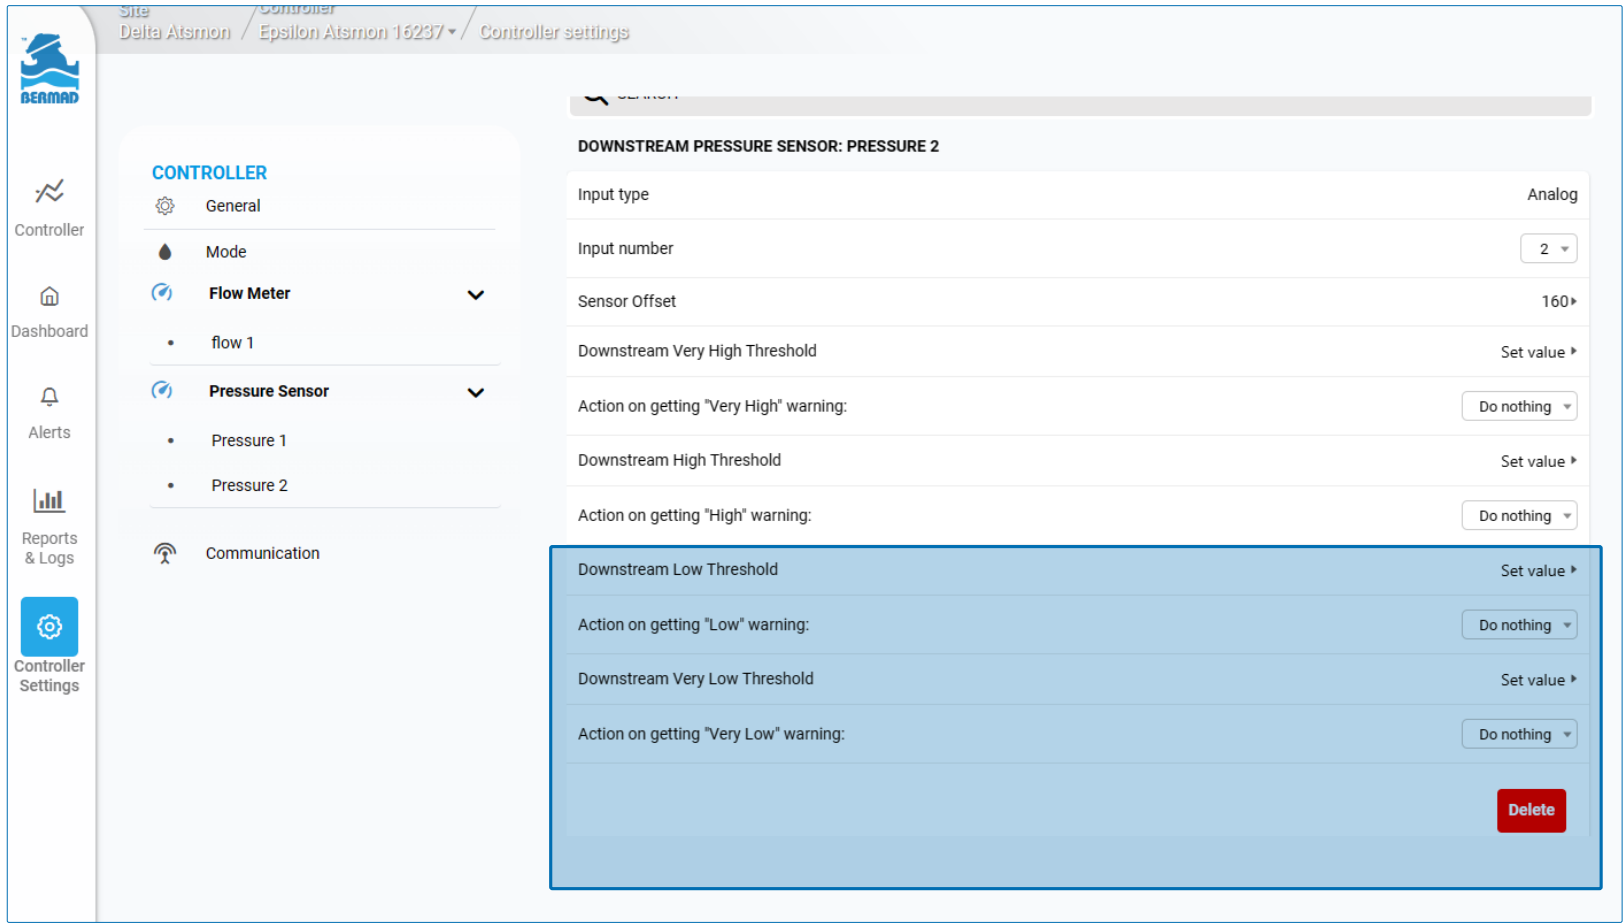 Site
Controller
Delta Atsmon / Epsilon Atsmon 16237 / Controller settings
™
BERMAD
Controller
Dashboard
Alerts
Reports
& Logs
Controller
Settings
CONTROLLER
General
Mode
Flow Meter
• flow 1
Pressure Sensor
• Pressure 1
• Pressure 2
Communication
SEARCH
DOWNSTREAM PRESSURE SENSOR: PRESSURE 2
Input type Analog
Input number 2
Sensor Offset 160
Downstream Very High Threshold Set value
Action on getting "Very High" warning: Do nothing
Downstream High Threshold Set value
Action on getting "High" warning: Do nothing
Downstream Low Threshold Set value
Action on getting "Low" warning: Do nothing
Downstream Very Low Threshold Set value
Action on getting "Very Low" warning: Do nothing
Delete